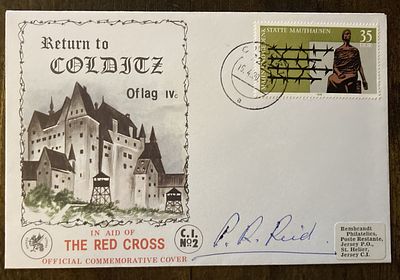 Return to
COLDITZ
Oflag IVc
STÄTTE MAUTHAUSEN
35
IN AID OF
THE RED CROSS
C.I.
Nº2
OFFICIAL COMMEMORATIVE COVER
P. R. Reid.
Rembrandt
Philatelics,
Poste Restante,
Jersey P.O.,
St. Helier,
Jersey C.I.